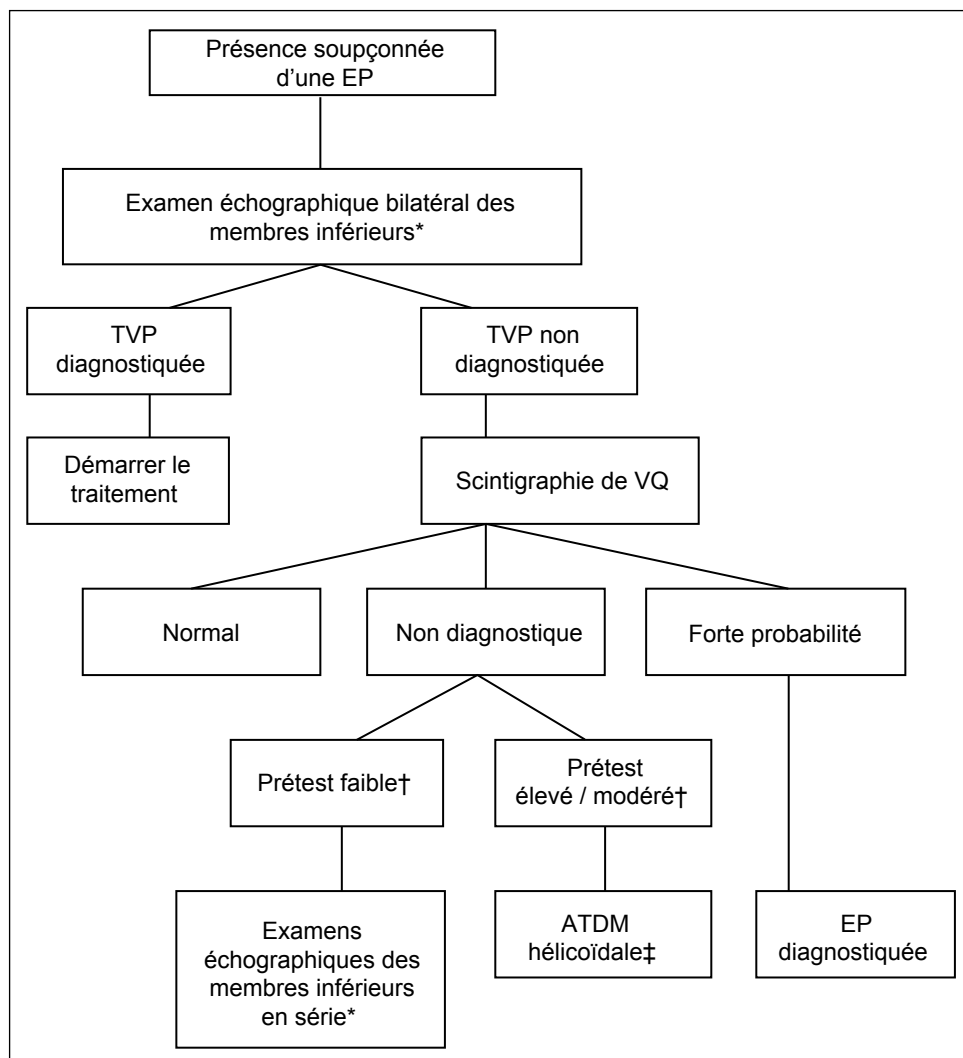 Présence soupçonnée
d’une EP
Examen échographique bilatéral des
membres inférieurs*
TVP
diagnostiquée
TVP non
diagnostiquée
Démarrer le
traitement
Scintigraphie de VQ
Normal
Non diagnostique
Forte probabilité
Prétest faible†
Prétest
élevé / modéré†
Examens
échographiques des
membres inférieurs
en série*
ATDM
hélicoïdale‡
EP
diagnostiquée